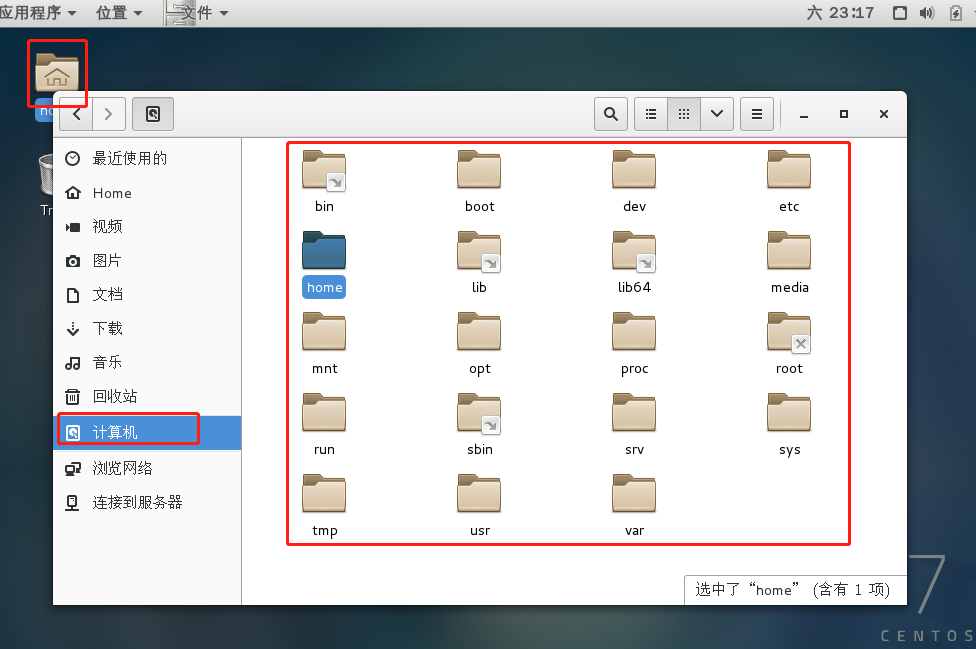 应用程序 位置 文件 六 23:17
最近使用的
Home
视频
图片
文档
下载
音乐
回收站
计算机
浏览网络
连接到服务器
bin boot dev etc
home lib lib64 media
mnt opt proc root
run sbin srv sys
tmp usr var
选中了“home” (含有 1 项)
7
CENTOS